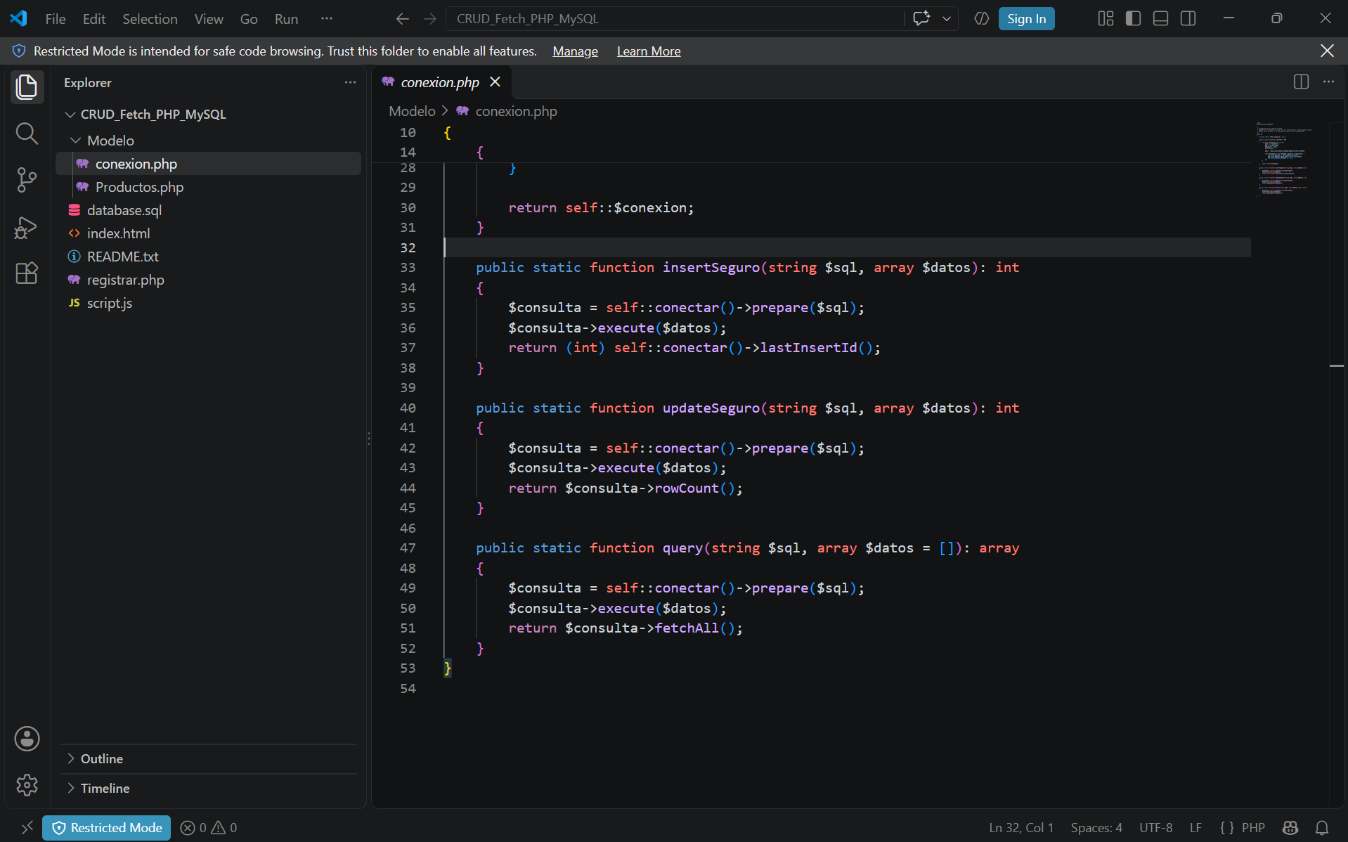 File Edit Selection View Go Run ··· CRUD_Fetch_PHP_MySQL Sign In
Restricted Mode is intended for safe code browsing. Trust this folder to enable all features. Manage Learn More
Explorer
CRUD_Fetch_PHP_MySQL
Modelo
conexion.php
Productos.php
database.sql
index.html
README.txt
registrar.php
JS script.js
Outline
Timeline
conexion.php
Modelo > conexion.php
10 {
14 {
28 }
29
30 return self::$conexion;
31 }
32
33 public static function insertSeguro(string $sql, array $datos): int
34 {
35 $consulta = self::conectar()->prepare($sql);
36 $consulta->execute($datos);
37 return (int) self::conectar()->lastInsertId();
38 }
39
40 public static function updateSeguro(string $sql, array $datos): int
41 {
42 $consulta = self::conectar()->prepare($sql);
43 $consulta->execute($datos);
44 return $consulta->rowCount();
45 }
46
47 public static function query(string $sql, array $datos = []): array
48 {
49 $consulta = self::conectar()->prepare($sql);
50 $consulta->execute($datos);
51 return $consulta->fetchAll();
52 }
53 }
54
Restricted Mode 0 0 Ln 32, Col 1 Spaces: 4 UTF-8 LF { } PHP